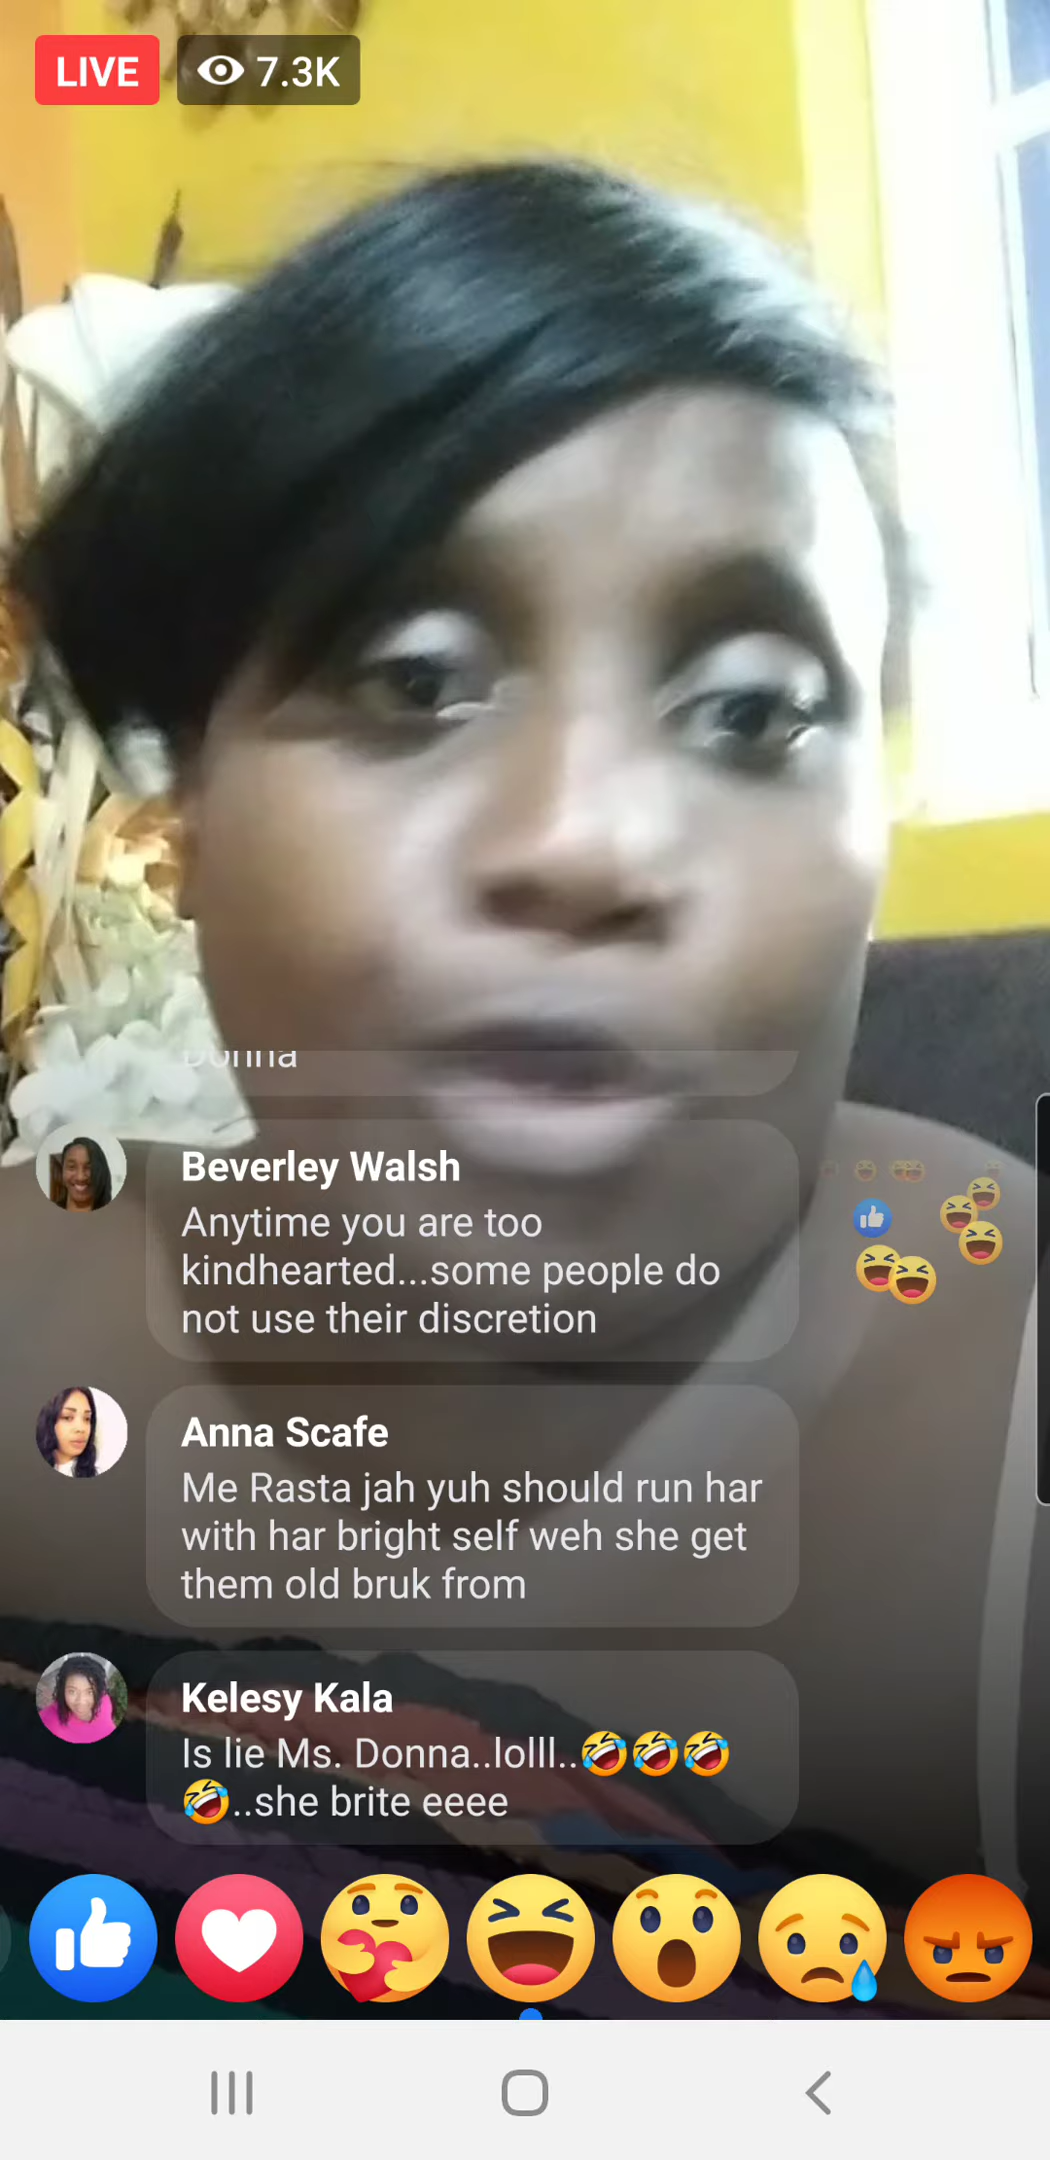 LIVE 7.3K
Donna
Beverley Walsh
Anytime you are too
kindhearted...some people do
not use their discretion
Anna Scafe
Me Rasta jah yuh should run har
with har bright self weh she get
them old bruk from
Kelesy Kala
Is lie Ms. Donna..lolll..🤣🤣🤣
🤣..she brite eeee